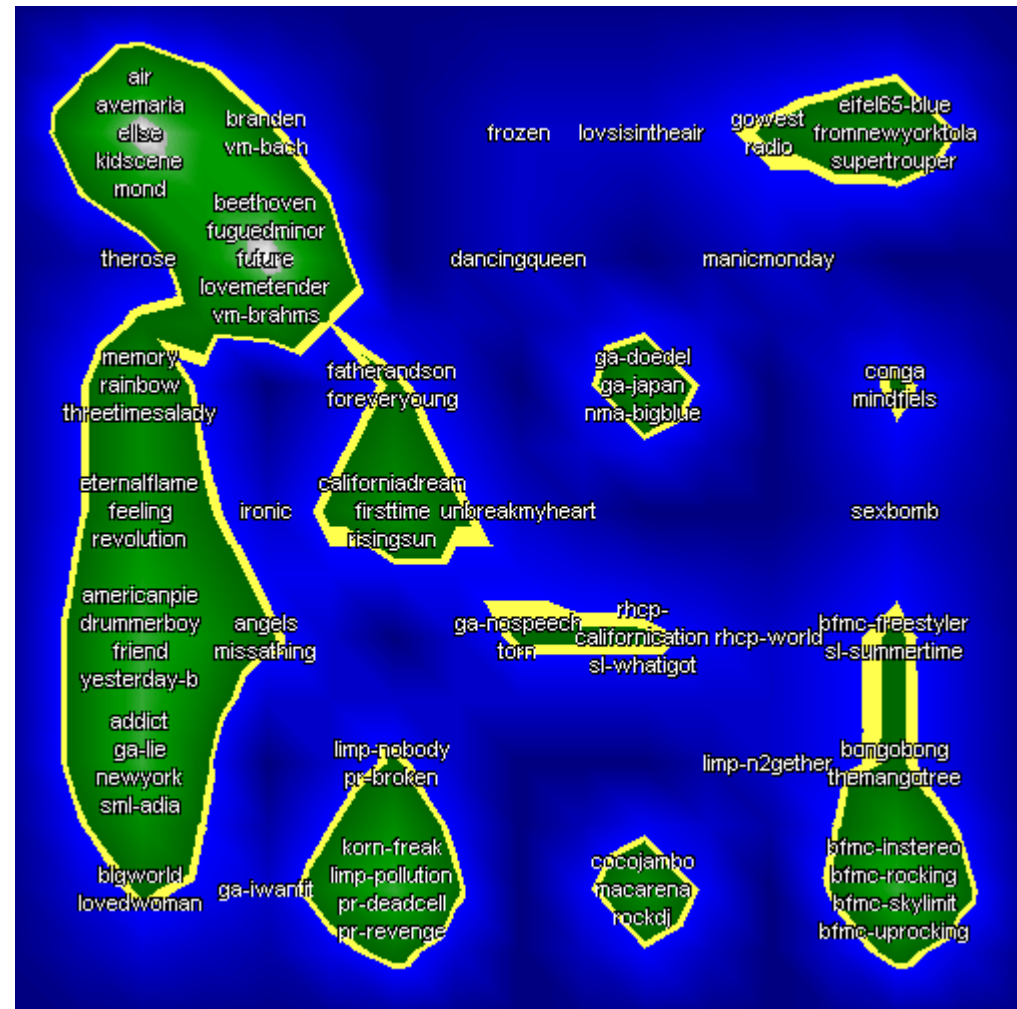 air
avemaria
elise
kidscene
mond
branden
vm-bach
frozen
lovsisintheair
gowest
radio
eifel65-blue
fromnewyorktola
supertrouper
therose
beethoven
fuguedminor
future
lovemetender
vm-brahms
dancingqueen
manicmonday
memory
rainbow
threetimesalady
fatherandson
foreveryoung
ga-doedel
ga-japan
nma-bigblue
conga
mindfiels
eternalflame
feeling
revolution
ironic
californiadream
firsttime
risingsun
unbreakmyheart
sexbomb
americanpie
drummerboy
friend
yesterday-b
angels
missathing
ga-nospeech
torn
rhcp-
californication
sl-whatigot
rhcp-world
bfmc-freestyler
sl-summertime
addict
ga-lie
newyork
sml-adia
limp-nobody
pr-broken
limp-n2gether
bongobong
themangotree
blgworld
lovedwoman
ga-iwantit
korn-freak
limp-pollution
pr-deadcell
pr-revenge
cocojambo
macarena
rockdj
bfmc-instereo
bfmc-rocking
bfmc-skylimit
bfmc-uprocking